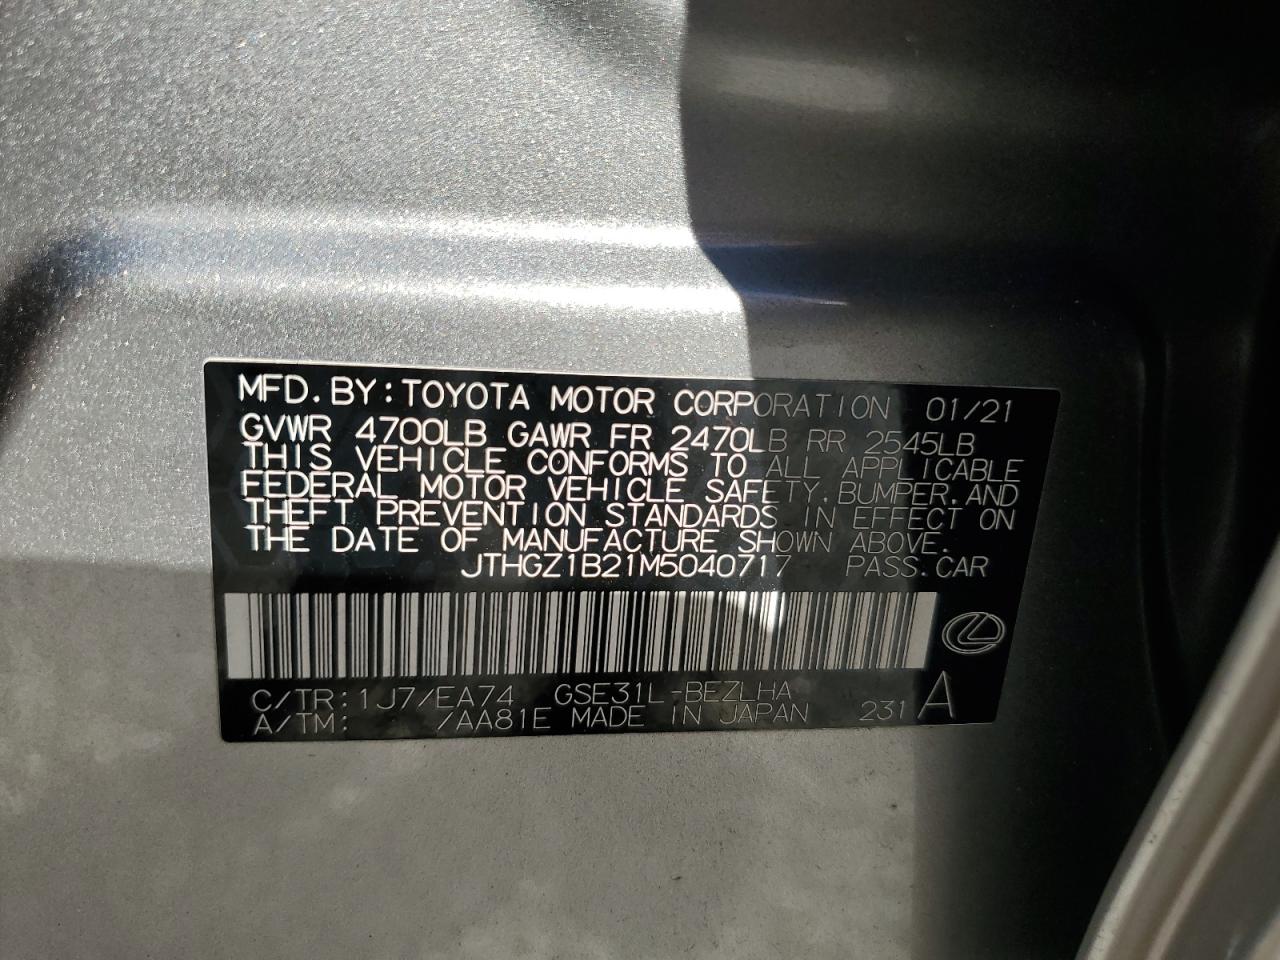 MFD. BY: TOYOTA MOTOR CORPORATION 01/21
GVWR 4700LB GAWR FR 2470LB RR 2545LB
THIS VEHICLE CONFORMS TO ALL APPLICABLE
FEDERAL MOTOR VEHICLE SAFETY, BUMPER, AND
THEFT PREVENTION STANDARDS IN EFFECT ON
THE DATE OF MANUFACTURE SHOWN ABOVE.
JTHGZ1B21M5040717 PASS. CAR
C/TR: 1J7/EA74 GSE31L-BEZLHA
A/TM: /AA81E MADE IN JAPAN 231 A